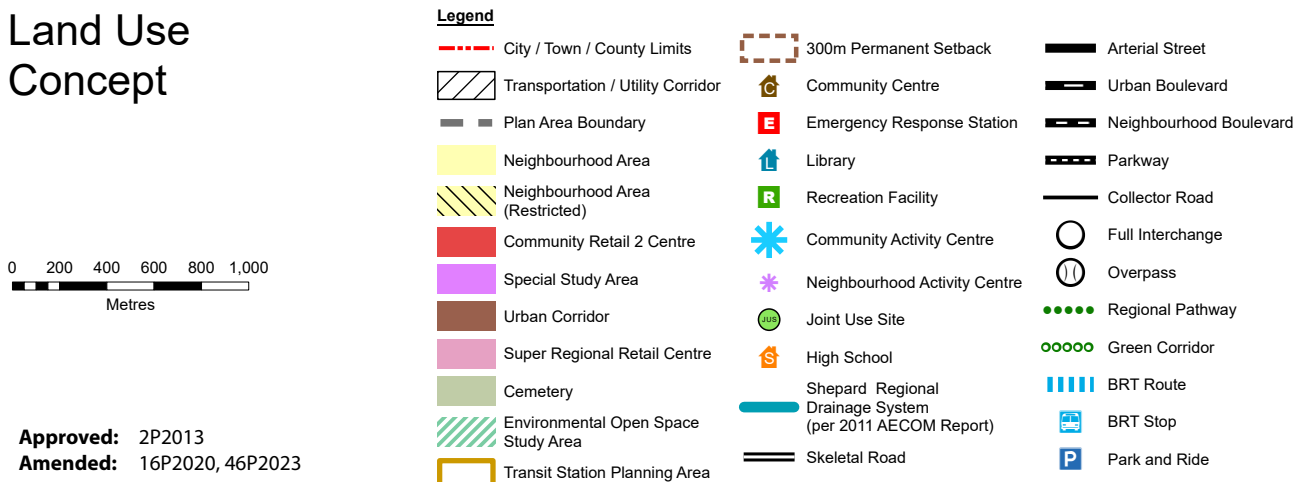 Land Use
Concept
0 200 400 600 800 1,000
Metres
Approved: 2P2013
Amended: 16P2020, 46P2023
Legend
City / Town / County Limits
Transportation / Utility Corridor
Plan Area Boundary
Neighbourhood Area
Neighbourhood Area
(Restricted)
Community Retail 2 Centre
Special Study Area
Urban Corridor
Super Regional Retail Centre
Cemetery
Environmental Open Space
Study Area
Transit Station Planning Area
300m Permanent Setback
C Community Centre
E Emergency Response Station
L Library
R Recreation Facility
Community Activity Centre
Neighbourhood Activity Centre
JUS Joint Use Site
S High School
Shepard Regional
Drainage System
(per 2011 AECOM Report)
Skeletal Road
Arterial Street
Urban Boulevard
Neighbourhood Boulevard
Parkway
Collector Road
Full Interchange
Overpass
Regional Pathway
Green Corridor
BRT Route
BRT Stop
P Park and Ride